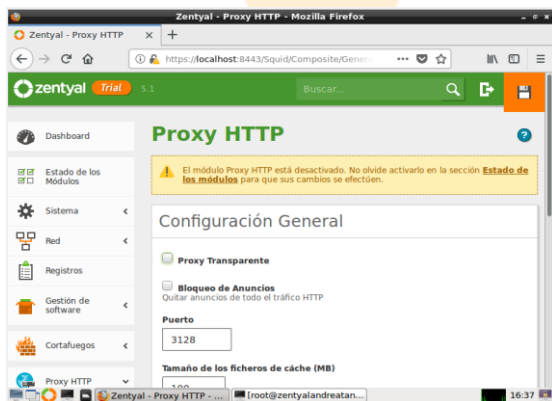 Zentyal - Proxy HTTP - Mozilla Firefox
Zentyal - Proxy HTTP
https://localhost:8443/Squid/Composite/Gener
zentyal Trial 5.1
Buscar...
Dashboard
Estado de los
Módulos
Sistema
Red
Registros
Gestión de
software
Cortafuegos
Proxy HTTP
Proxy HTTP
El módulo Proxy HTTP está desactivado. No olvide activarlo en la sección Estado de
los módulos para que sus cambios se efectúen.
Configuración General
Proxy Transparente
Bloqueo de Anuncios
Quitar anuncios de todo el tráfico HTTP
Puerto
3128
Tamaño de los ficheros de cáché (MB)
100
Zentyal - Proxy HTTP - ...
[root@zentyalandreatan...
16:37